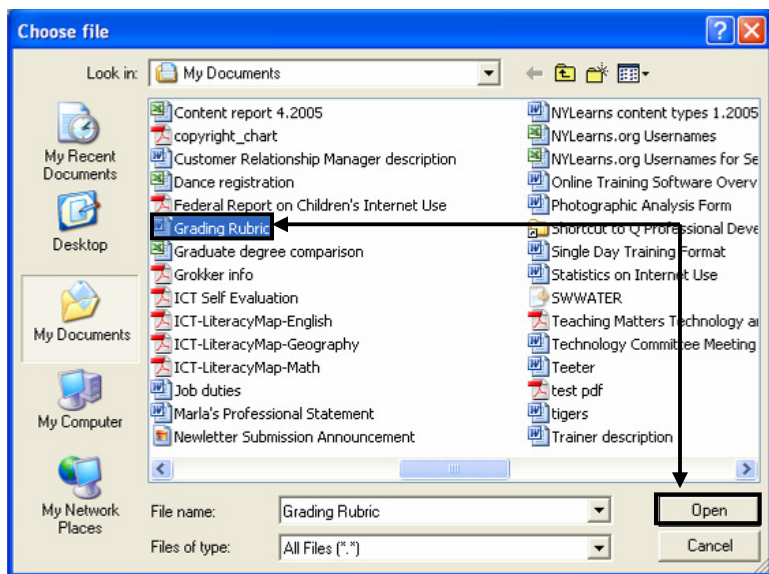 Choose file
Look in:
My Documents
My Recent
Documents
Desktop
My Documents
My Computer
My Network
Places
Content report 4.2005
copyright_chart
Customer Relationship Manager description
Dance registration
Federal Report on Children's Internet Use
Grading Rubric
Graduate degree comparison
Grokker info
ICT Self Evaluation
ICT-LiteracyMap-English
ICT-LiteracyMap-Geography
ICT-LiteracyMap-Math
Job duties
Marla's Professional Statement
Newletter Submission Announcement
NYLearns content types 1.2005
NYLearns.org Usernames
NYLearns.org Usernames for Se
Online Training Software Overv
Photographic Analysis Form
Shortcut to Q Professional Deve
Single Day Training Format
Statistics on Internet Use
SWWATER
Teaching Matters Technology a
Technology Committee Meeting
Teeter
test pdf
tigers
Trainer description
File name:
Grading Rubric
Open
Files of type:
All Files (*.*)
Cancel